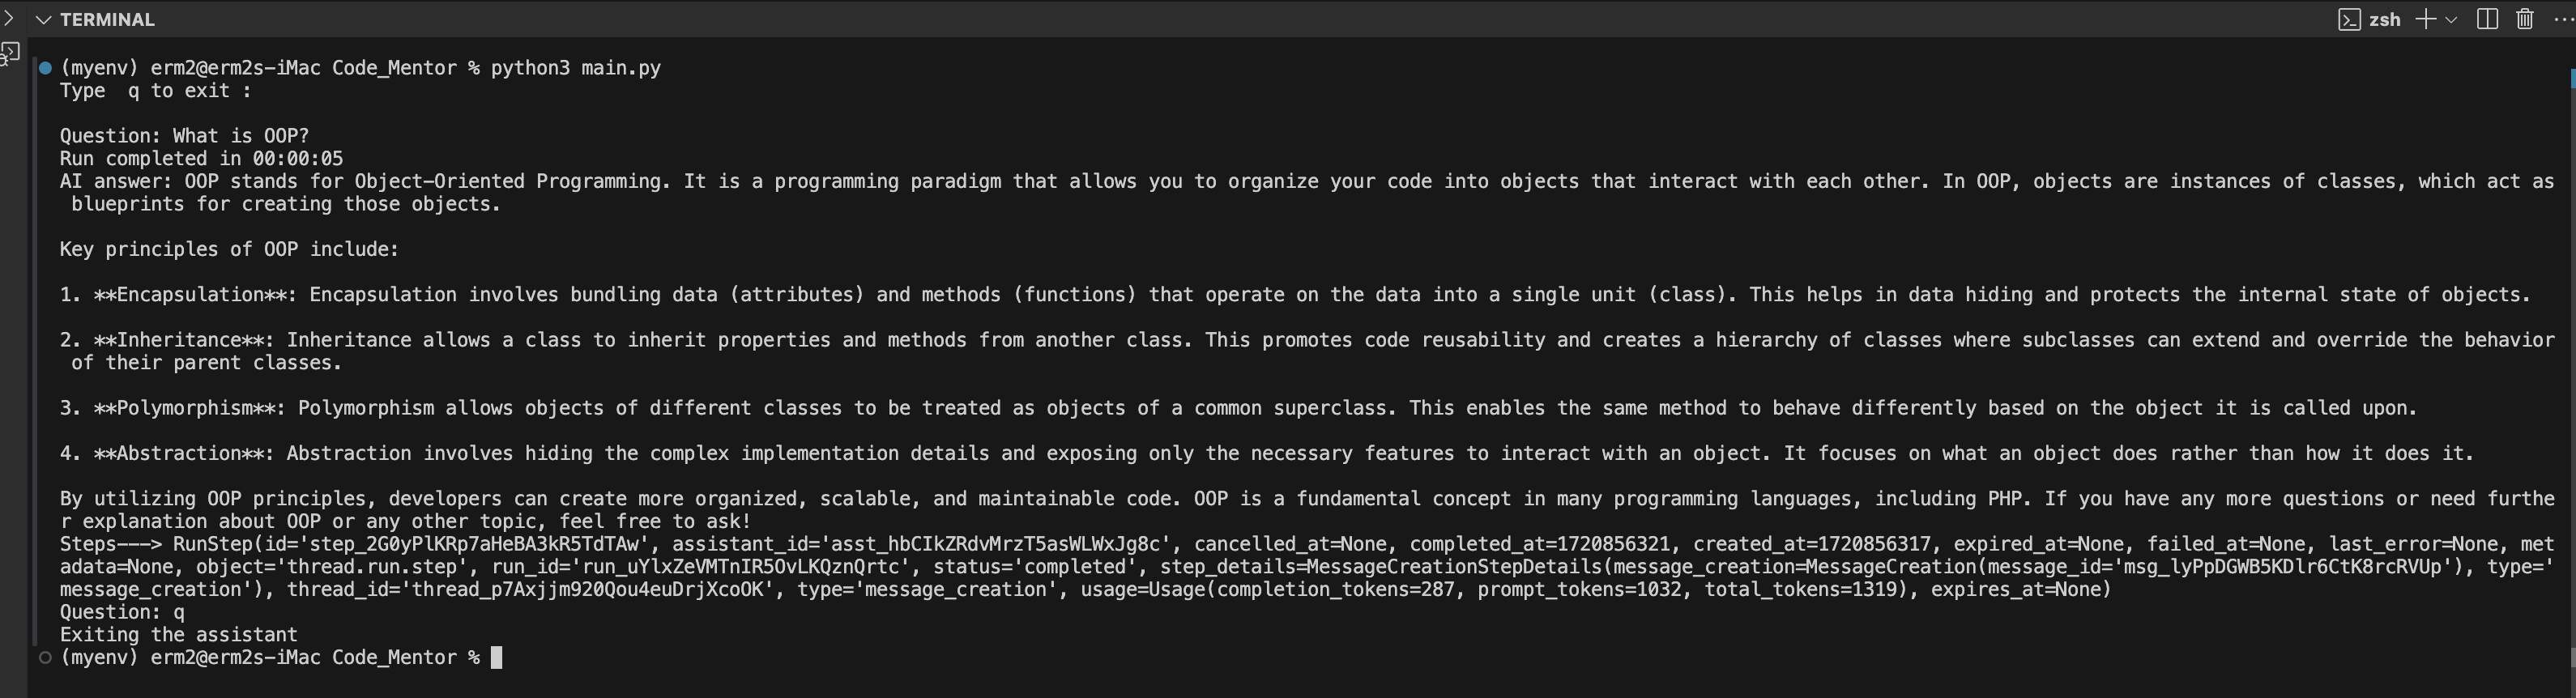 TERMINAL
zsh
(myenv) erm2@erm2s-iMac Code_Mentor % python3 main.py
Type  q to exit :
Question: What is OOP?
Run completed in 00:00:05
AI answer: OOP stands for Object-Oriented Programming. It is a programming paradigm that allows you to organize your code into objects that interact with each other. In OOP, objects are instances of classes, which act as
blueprints for creating those objects.
Key principles of OOP include:
1. **Encapsulation**: Encapsulation involves bundling data (attributes) and methods (functions) that operate on the data into a single unit (class). This helps in data hiding and protects the internal state of objects.
2. **Inheritance**: Inheritance allows a class to inherit properties and methods from another class. This promotes code reusability and creates a hierarchy of classes where subclasses can extend and override the behavior
of their parent classes.
3. **Polymorphism**: Polymorphism allows objects of different classes to be treated as objects of a common superclass. This enables the same method to behave differently based on the object it is called upon.
4. **Abstraction**: Abstraction involves hiding the complex implementation details and exposing only the necessary features to interact with an object. It focuses on what an object does rather than how it does it.
By utilizing OOP principles, developers can create more organized, scalable, and maintainable code. OOP is a fundamental concept in many programming languages, including PHP. If you have any more questions or need furthe
r explanation about OOP or any other topic, feel free to ask!
Steps---> RunStep(id='step_2G0yPlKRp7aHeBA3kR5TdTAw', assistant_id='asst_hbCIkZRdvMrzT5asWLWxJg8c', cancelled_at=None, completed_at=1720856321, created_at=1720856317, expired_at=None, failed_at=None, last_error=None, met
adata=None, object='thread.run.step', run_id='run_uYlxZeVMTnIR5OvLKQznQrtc', status='completed', step_details=MessageCreationStepDetails(message_creation=MessageCreation(message_id='msg_lyPpDGWB5KDlr6CtK8rcRVUp'), type='
message_creation'), thread_id='thread_p7Axjjm920Qou4euDrjXcoOK', type='message_creation', usage=Usage(completion_tokens=287, prompt_tokens=1032, total_tokens=1319), expires_at=None)
Question: q
Exiting the assistant
(myenv) erm2@erm2s-iMac Code_Mentor %